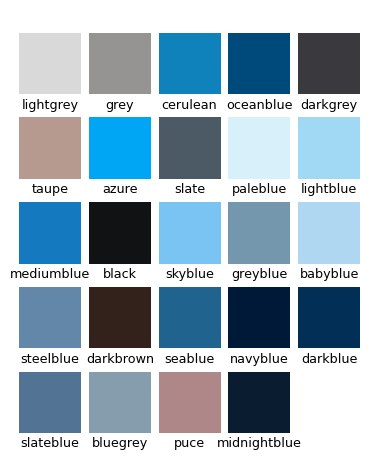 lightgrey grey cerulean oceanblue darkgrey
taupe azure slate paleblue lightblue
mediumblue black skyblue greyblue babyblue
steelblue darkbrown seablue navyblue darkblue
slateblue bluegrey puce midnightblue